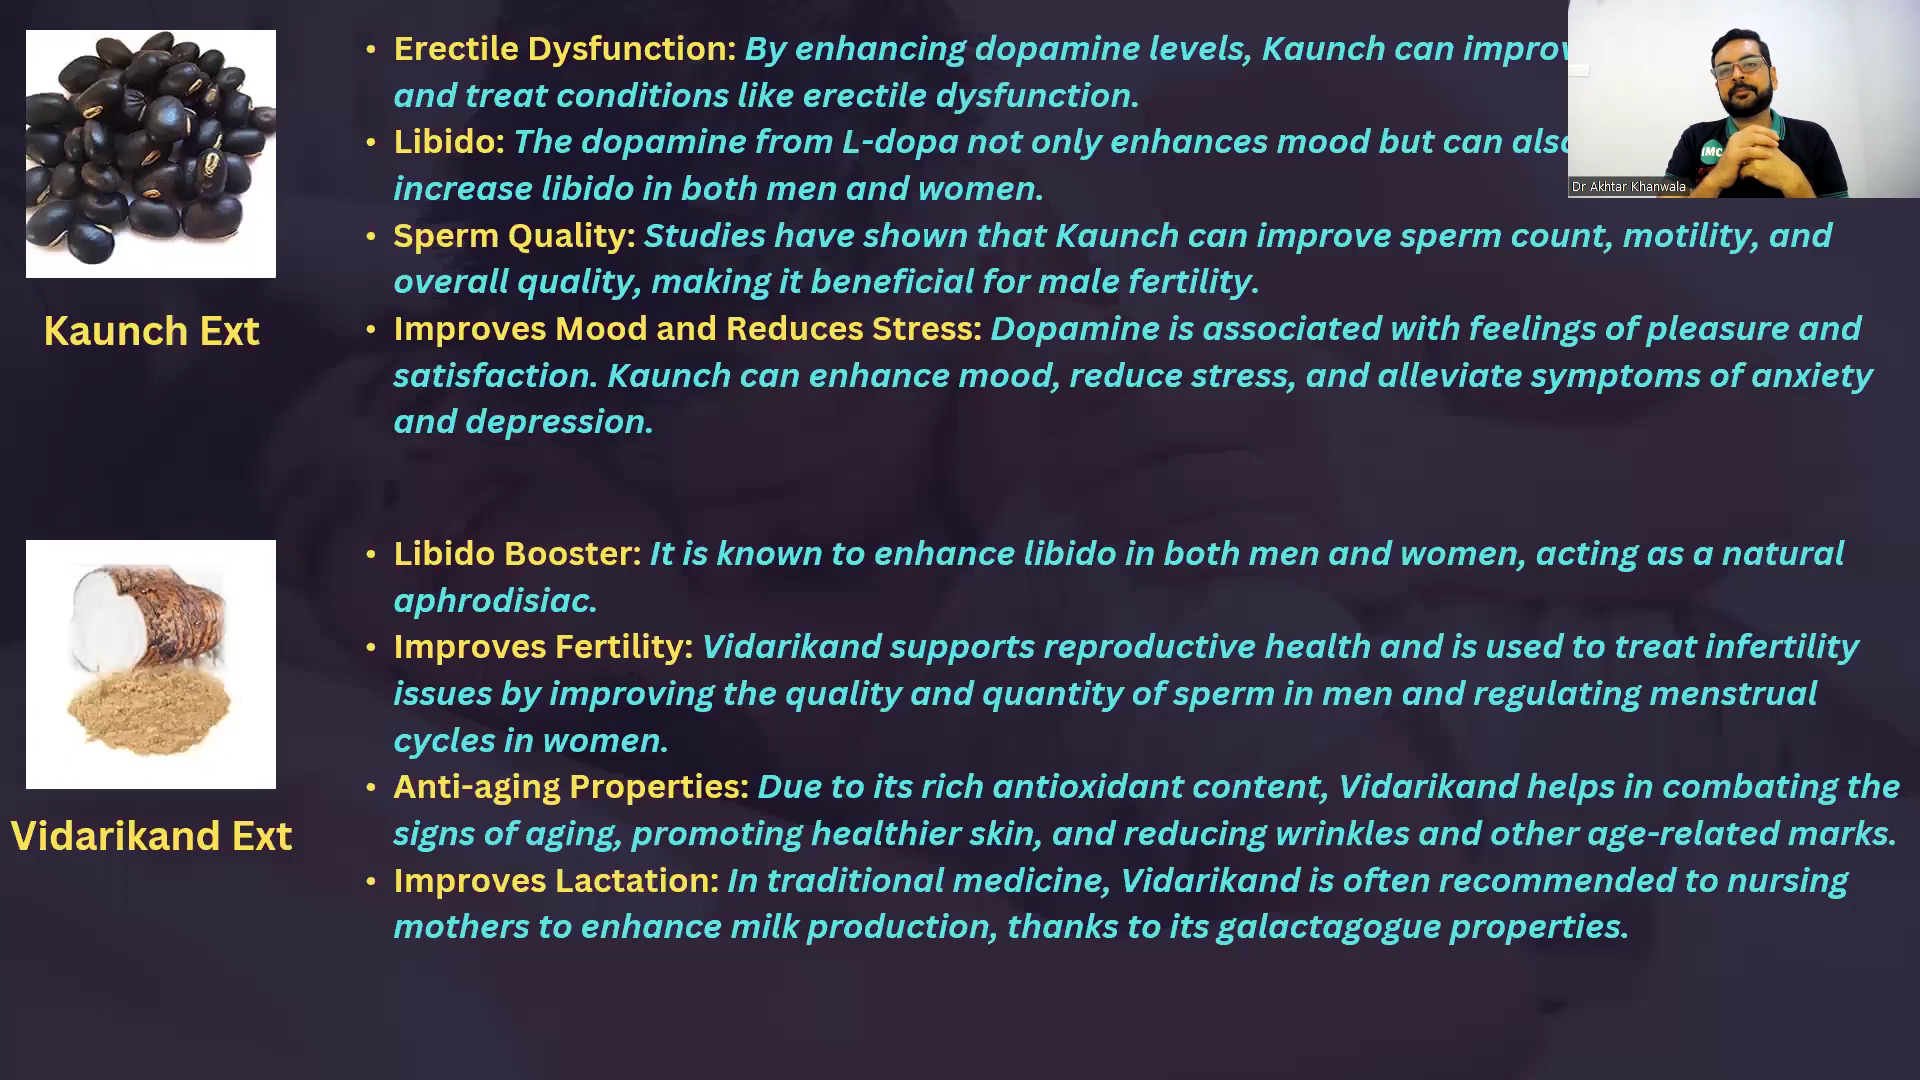 Erectile Dysfunction: By enhancing dopamine levels, Kaunch can
and treat conditions like erectile dysfunction.
Libido: The dopamine from L-dopa not only enhances mood but can
increase libido in both men and women.
Sperm Quality: Studies have shown that Kaunch can improve sperm count, motility, and
overall quality, making it beneficial for male fertility.
Improves Mood and Reduces Stress: Dopamine is associated with feelings of pleasure and
satisfaction. Kaunch can enhance mood, reduce stress, and alleviate symptoms of anxiety
and depression.
Kaunch Ext
IMC
Dr Akhtar Khanwala
Libido Booster: It is known to enhance libido in both men and women, acting as a natural
aphrodisiac.
Improves Fertility: Vidarikand supports reproductive health and is used to treat infertility
issues by improving the quality and quantity of sperm in men and regulating menstrual
cycles in women.
Anti-aging Properties: Due to its rich antioxidant content, Vidarikand helps in combating the
signs of aging, promoting healthier skin, and reducing wrinkles and other age-related marks.
Improves Lactation: In traditional medicine, Vidarikand is often recommended to nursing
mothers to enhance milk production, thanks to its galactagogue properties.
Vidarikand Ext